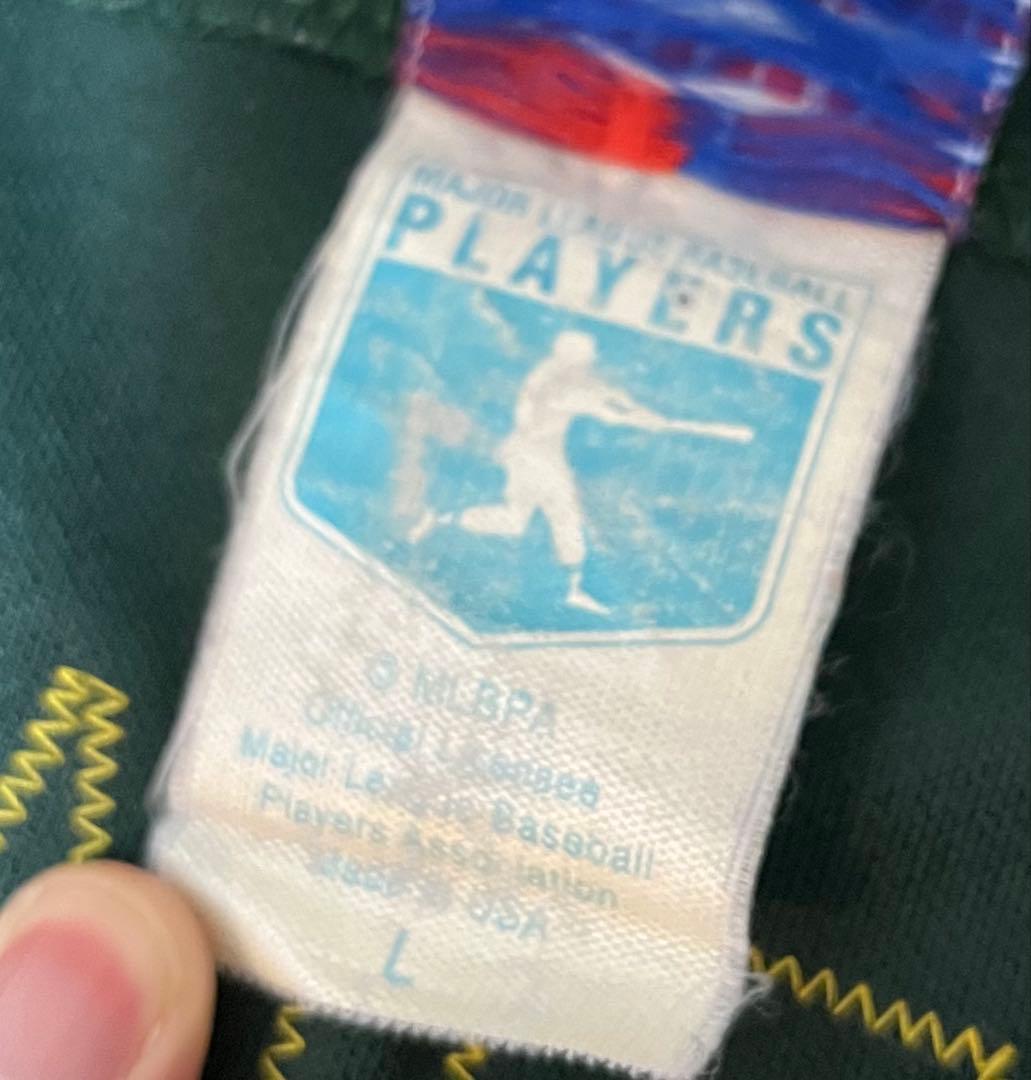 MAJOR LEAGUE BASEBALL
PLAYERS
© MLBPA
Official Licensee
Major League Baseball
Players Association
Made in USA
L